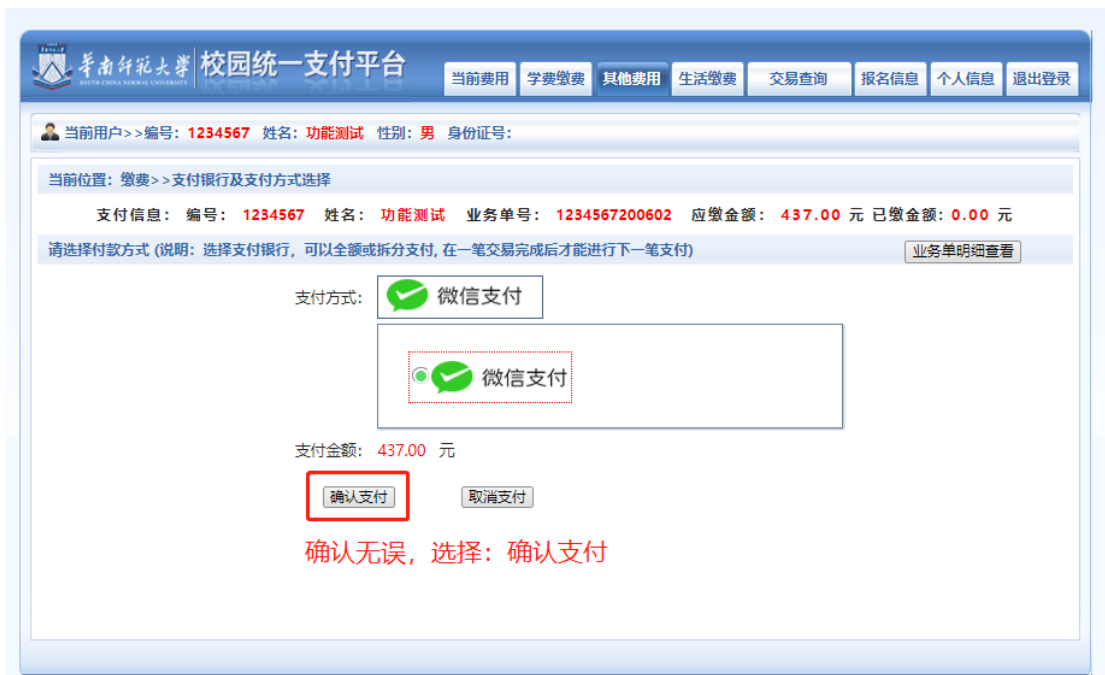 華南師範大學 校园统一支付平台
SOUTH CHINA NORMAL UNIVERSITY
当前费用 学费缴费 其他费用 生活缴费 交易查询 报名信息 个人信息 退出登录
当前用户>>编号：1234567 姓名：功能测试 性别：男 身份证号：
当前位置：缴费>>支付银行及支付方式选择
支付信息： 编号： 1234567 姓名： 功能测试 业务单号： 1234567200602 应缴金额： 437.00 元 已缴金额：0.00 元
请选择付款方式 (说明：选择支付银行，可以全额或拆分支付, 在一笔交易完成后才能进行下一笔支付) 业务单明细查看
支付方式： 微信支付
微信支付
支付金额： 437.00 元
确认支付 取消支付
确认无误，选择：确认支付